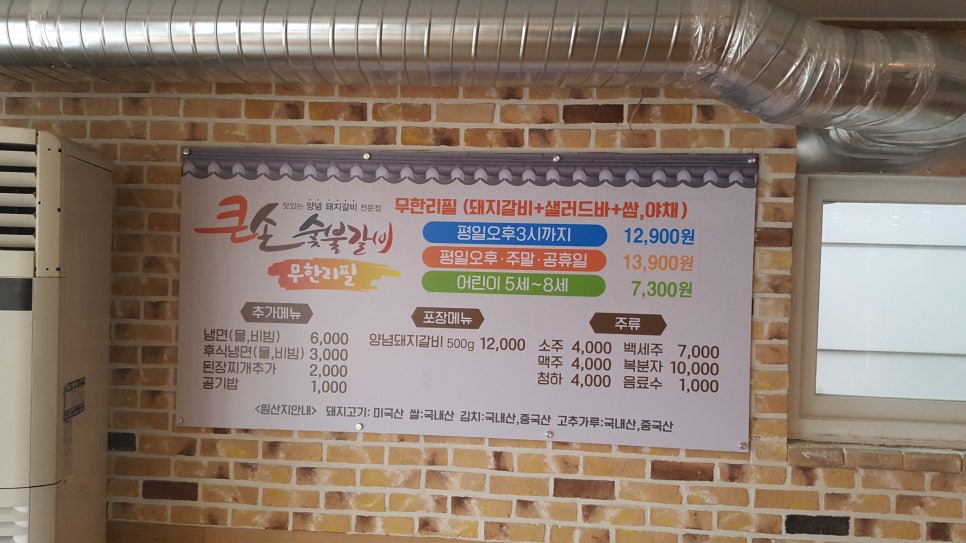 맛있는 양념 돼지갈비 전문점
큰손 숯불갈비
무한리필
무한리필 (돼지갈비+샐러드바+쌈,야채)
평일오후3시까지 12,900원
평일오후·주말·공휴일 13,900원
어린이 5세~8세 7,300원
추가메뉴
냉면(물,비빔) 6,000
후식냉면(물,비빔) 3,000
된장찌개추가 2,000
공기밥 1,000
포장메뉴
양념돼지갈비 500g 12,000
주류
소주 4,000 백세주 7,000
맥주 4,000 복분자 10,000
청하 4,000 음료수 1,000
<원산지안내> 돼지고기: 미국산 쌀:국내산 김치:국내산,중국산 고추가루:국내산,중국산